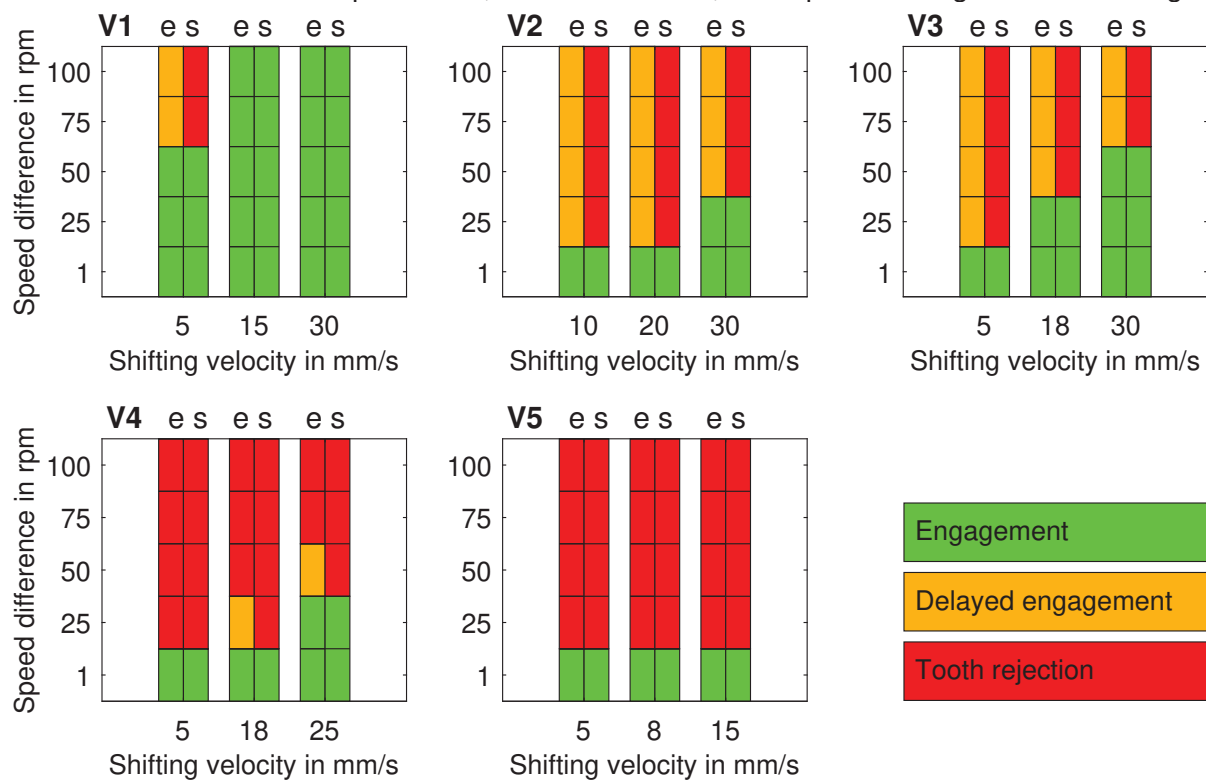 V1 e s e s e s
Speed difference in rpm
100
75
50
25
1
5 15 30
Shifting velocity in mm/s
V2 e s e s e s
100
75
50
25
1
10 20 30
Shifting velocity in mm/s
V3 e s e s e s
100
75
50
25
1
5 18 30
Shifting velocity in mm/s
V4 e s e s e s
Speed difference in rpm
100
75
50
25
1
5 18 25
Shifting velocity in mm/s
V5 e s e s e s
100
75
50
25
1
5 8 15
Shifting velocity in mm/s
Engagement
Delayed engagement
Tooth rejection